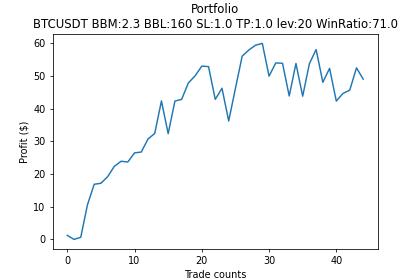 Portfolio
BTCUSDT BBM:2.3 BBL:160 SL:1.0 TP:1.0 lev:20 WinRatio:71.0
60
50
40
30
20
10
0
Profit ($)
0 10 20 30 40
Trade counts